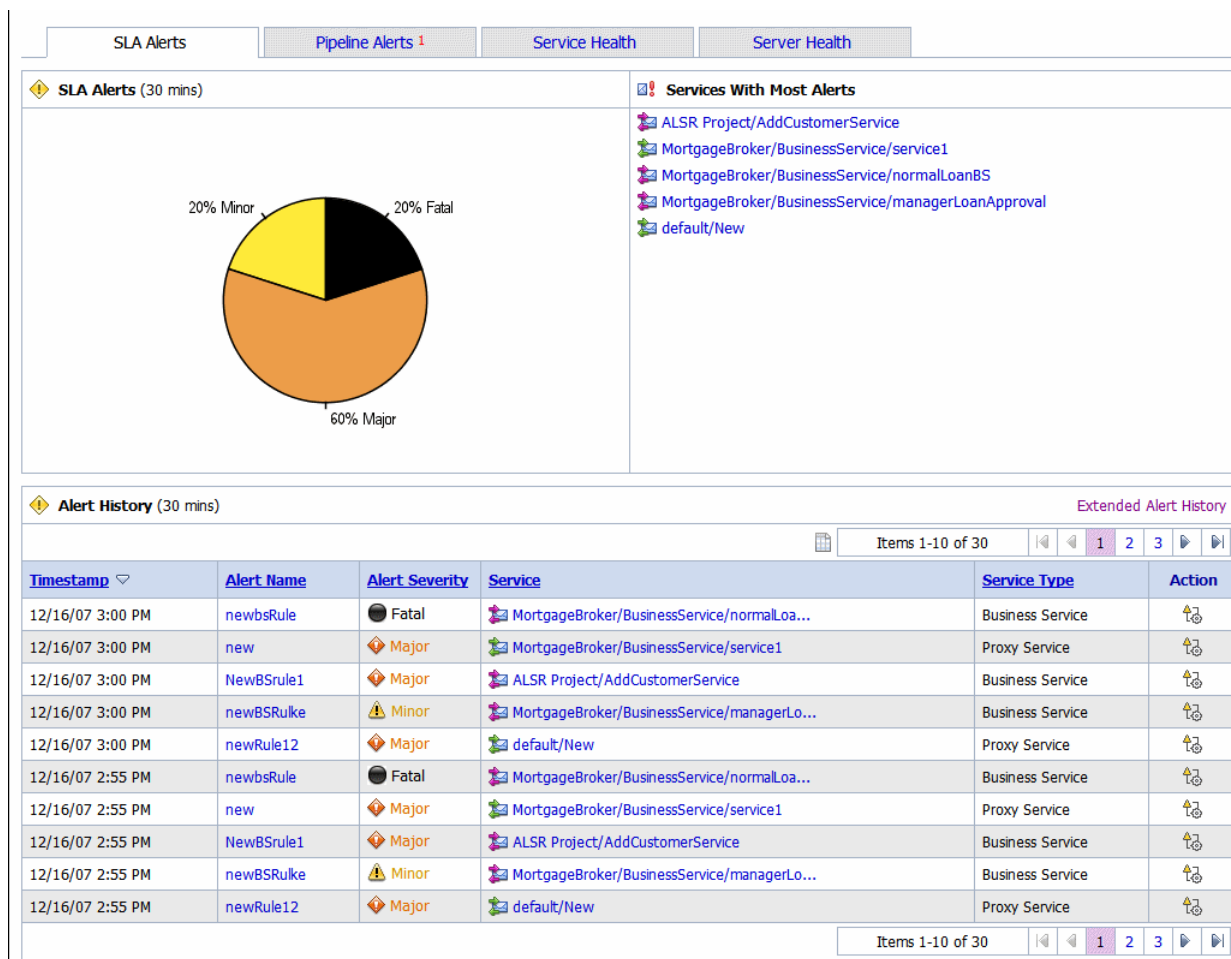 SLA Alerts Pipeline Alerts 1 Service Health Server Health
SLA Alerts (30 mins)
20% Minor
20% Fatal
60% Major
Services With Most Alerts
ALSR Project/AddCustomerService
MortgageBroker/BusinessService/service1
MortgageBroker/BusinessService/normalLoanBS
MortgageBroker/BusinessService/managerLoanApproval
default/New
Alert History (30 mins) Extended Alert History
Items 1-10 of 30 1 2 3
Timestamp Alert Name Alert Severity Service Service Type Action
12/16/07 3:00 PM newbsRule Fatal MortgageBroker/BusinessService/normalLoa... Business Service
12/16/07 3:00 PM new Major MortgageBroker/BusinessService/service1 Proxy Service
12/16/07 3:00 PM NewBSrule1 Major ALSR Project/AddCustomerService Business Service
12/16/07 3:00 PM newBSRulke Minor MortgageBroker/BusinessService/managerLo... Business Service
12/16/07 3:00 PM newRule12 Major default/New Proxy Service
12/16/07 2:55 PM newbsRule Fatal MortgageBroker/BusinessService/normalLoa... Business Service
12/16/07 2:55 PM new Major MortgageBroker/BusinessService/service1 Proxy Service
12/16/07 2:55 PM NewBSrule1 Major ALSR Project/AddCustomerService Business Service
12/16/07 2:55 PM newBSRulke Minor MortgageBroker/BusinessService/managerLo... Business Service
12/16/07 2:55 PM newRule12 Major default/New Proxy Service
Items 1-10 of 30 1 2 3